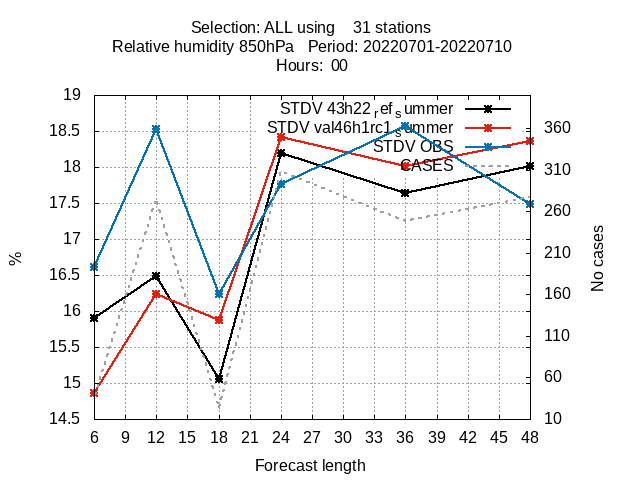 Selection: ALL using 31 stations
Relative humidity 850hPa Period: 20220701-20220710
Hours: 00
STDV 43h22refsummer
STDV val46h1rc1summer
STDV OBS
CASES
19
18.5
18
17.5
17
16.5
16
15.5
15
14.5
%
360
310
260
210
160
110
60
10
No cases
6 9 12 15 18 21 24 27 30 33 36 39 42 45 48
Forecast length